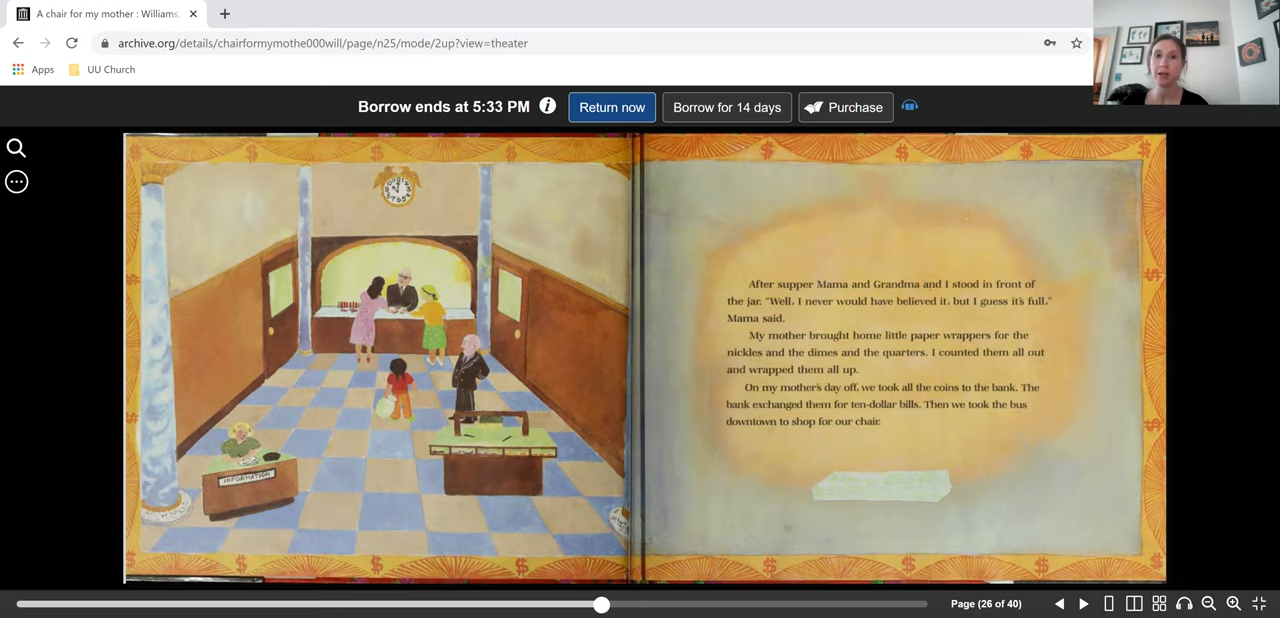 A chair for my mother : Williams,
archive.org/details/chairformymothe000will/page/n25/mode/2up?view=theater
Apps
UU Church
Borrow ends at 5:33 PM
Return now
Borrow for 14 days
Purchase
INFORMATION
After supper Mama and Grandma and I stood in front of
the jar. "Well, I never would have believed it, but I guess it's full,"
Mama said.
My mother brought home little paper wrappers for the
nickles and the dimes and the quarters. I counted them all out
and wrapped them all up.
On my mother's day off, we took all the coins to the bank. The
bank exchanged them for ten-dollar bills. Then we took the bus
downtown to shop for our chair.
Page (26 of 40)